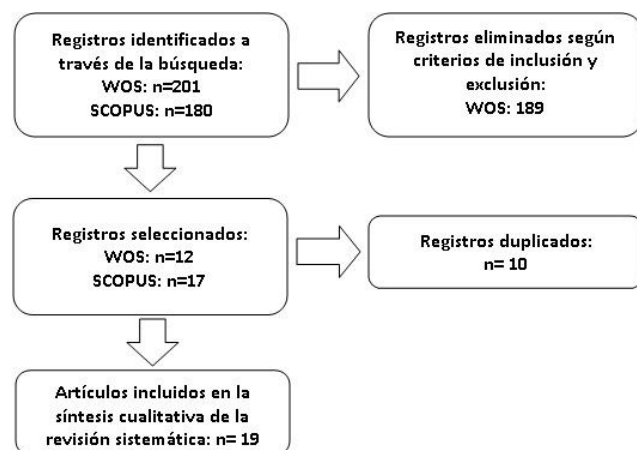 Registros identificados a
través de la búsqueda:
WOS: n=201
SCOPUS: n=180
Registros eliminados según
criterios de inclusión y
exclusión:
WOS: 189
Registros seleccionados:
WOS: n=12
SCOPUS: n=17
Registros duplicados:
n= 10
Artículos incluidos en la
síntesis cualitativa de la
revisión sistemática: n= 19